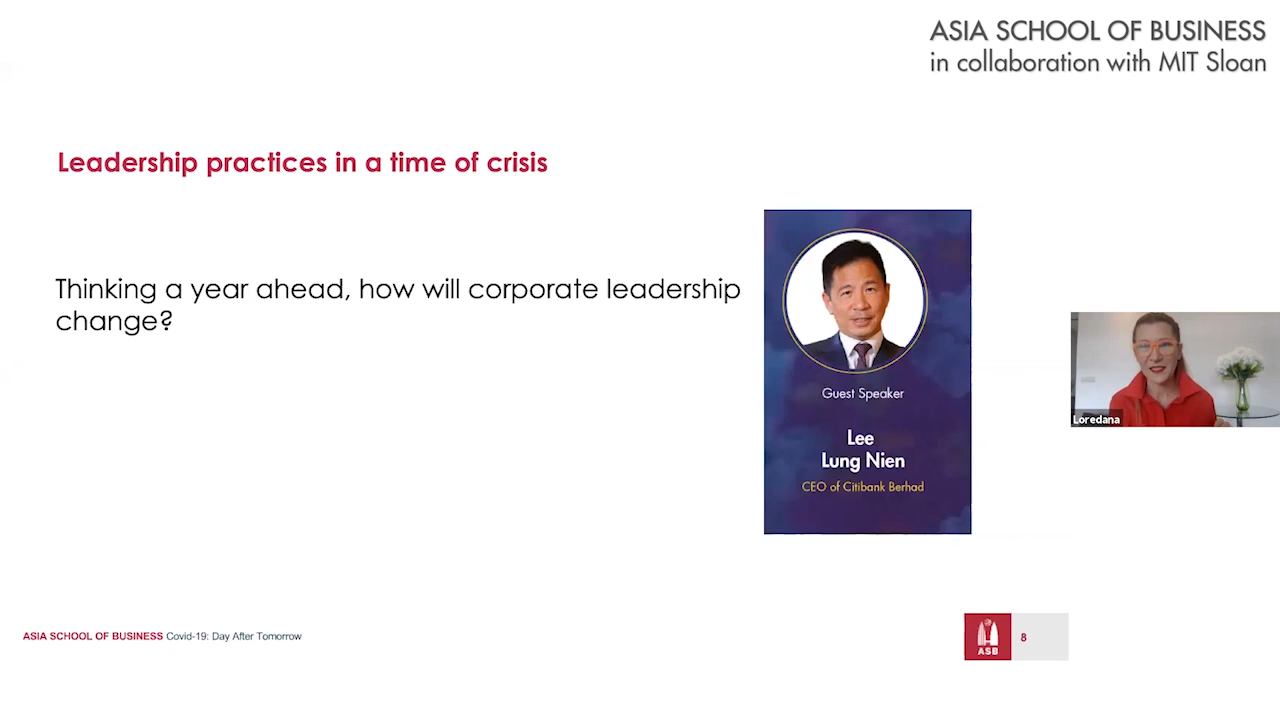 ASIA SCHOOL OF BUSINESS
in collaboration with MIT Sloan
Leadership practices in a time of crisis
Thinking a year ahead, how will corporate leadership
change?
Guest Speaker
Lee
Lung Nien
CEO of Citibank Berhad
Loredana
ASIA SCHOOL OF BUSINESS Covid-19: Day After Tomorrow
ASB
8